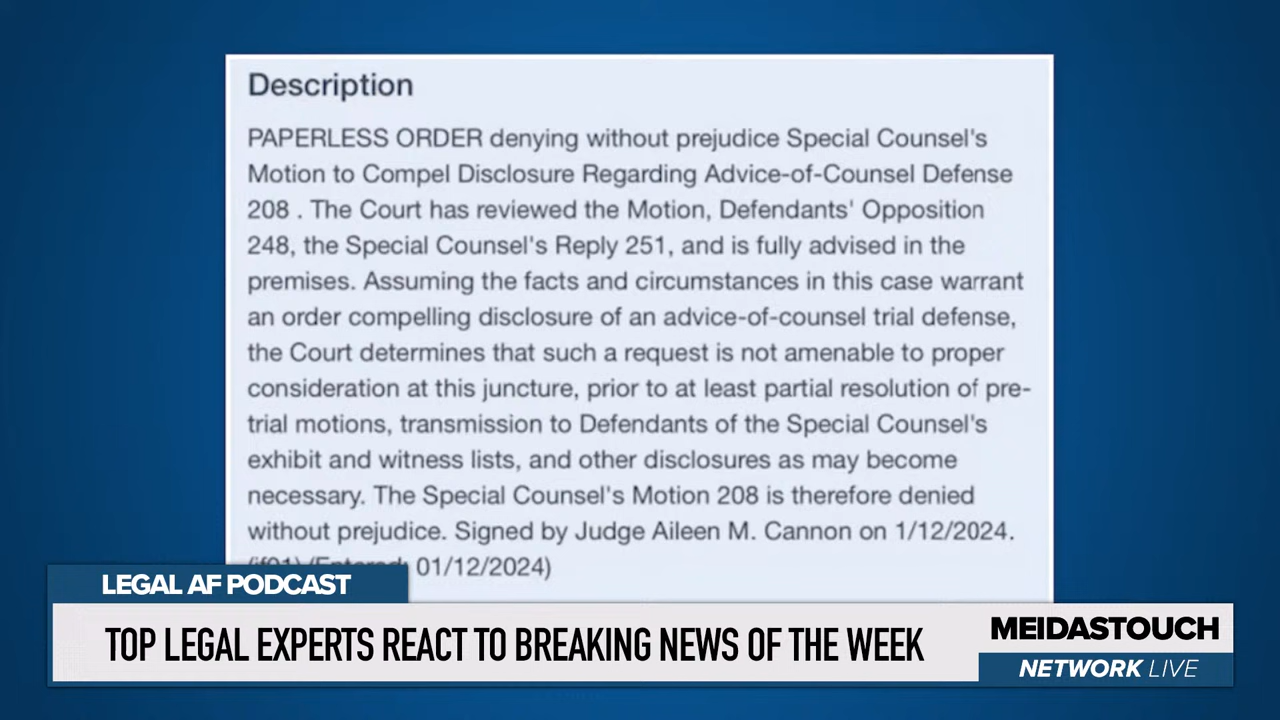 Description
PAPERLESS ORDER denying without prejudice Special Counsel's
Motion to Compel Disclosure Regarding Advice-of-Counsel Defense
208 . The Court has reviewed the Motion, Defendants' Opposition
248, the Special Counsel's Reply 251, and is fully advised in the
premises. Assuming the facts and circumstances in this case warrant
an order compelling disclosure of an advice-of-counsel trial defense,
the Court determines that such a request is not amenable to proper
consideration at this juncture, prior to at least partial resolution of pre-
trial motions, transmission to Defendants of the Special Counsel's
exhibit and witness lists, and other disclosures as may become
necessary. The Special Counsel's Motion 208 is therefore denied
without prejudice. Signed by Judge Aileen M. Cannon on 1/12/2024.
01/12/2024)
LEGAL AF PODCAST
TOP LEGAL EXPERTS REACT TO BREAKING NEWS OF THE WEEK
MEIDASTOUCH
NETWORK LIVE